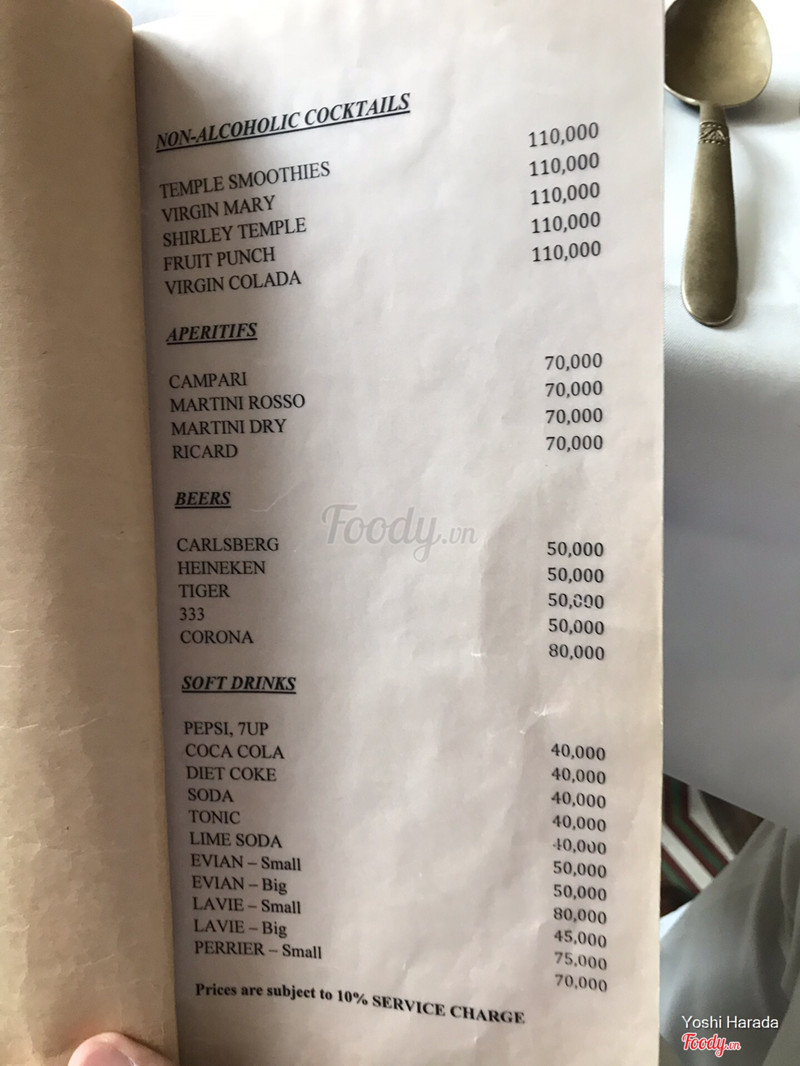 NON-ALCOHOLIC COCKTAILS
TEMPLE SMOOTHIES 110,000
VIRGIN MARY 110,000
SHIRLEY TEMPLE 110,000
FRUIT PUNCH 110,000
VIRGIN COLADA 110,000
APERITIFS
CAMPARI 70,000
MARTINI ROSSO 70,000
MARTINI DRY 70,000
RICARD 70,000
BEERS
CARLSBERG 50,000
HEINEKEN 50,000
TIGER 50,000
333 50,000
CORONA 80,000
SOFT DRINKS
PEPSI, 7UP 40,000
COCA COLA 40,000
DIET COKE 40,000
SODA 40,000
TONIC 40,000
LIME SODA 50,000
EVIAN – Small 50,000
EVIAN – Big 80,000
LAVIE – Small 45,000
LAVIE – Big 75,000
PERRIER – Small 70,000
Prices are subject to 10% SERVICE CHARGE
Foody.vn
Yoshi Harada
Foody.vn